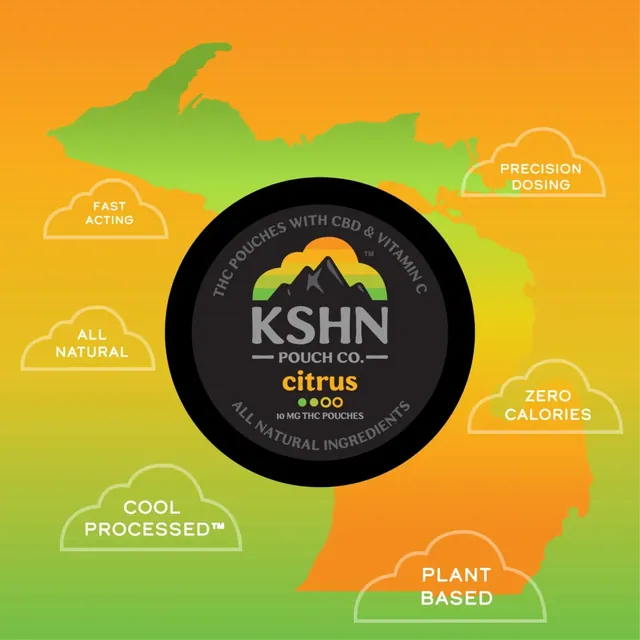 FAST
ACTING
PRECISION
DOSING
THC POUCHES WITH CBD & VITAMIN C
TM
KSHN
POUCH CO.
citrus
10 MG THC POUCHES
ALL NATURAL INGREDIENTS
ALL
NATURAL
ZERO
CALORIES
COOL
PROCESSED™
PLANT
BASED